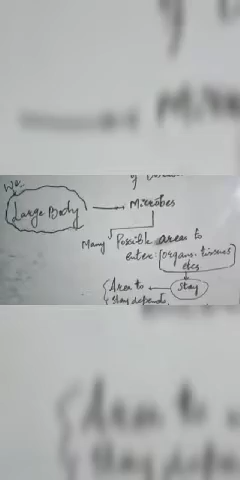 We
Large Body → Microbes
Many Possible areas to
enter (organs, tissues
etc
Area to ← Stay
Stay depends